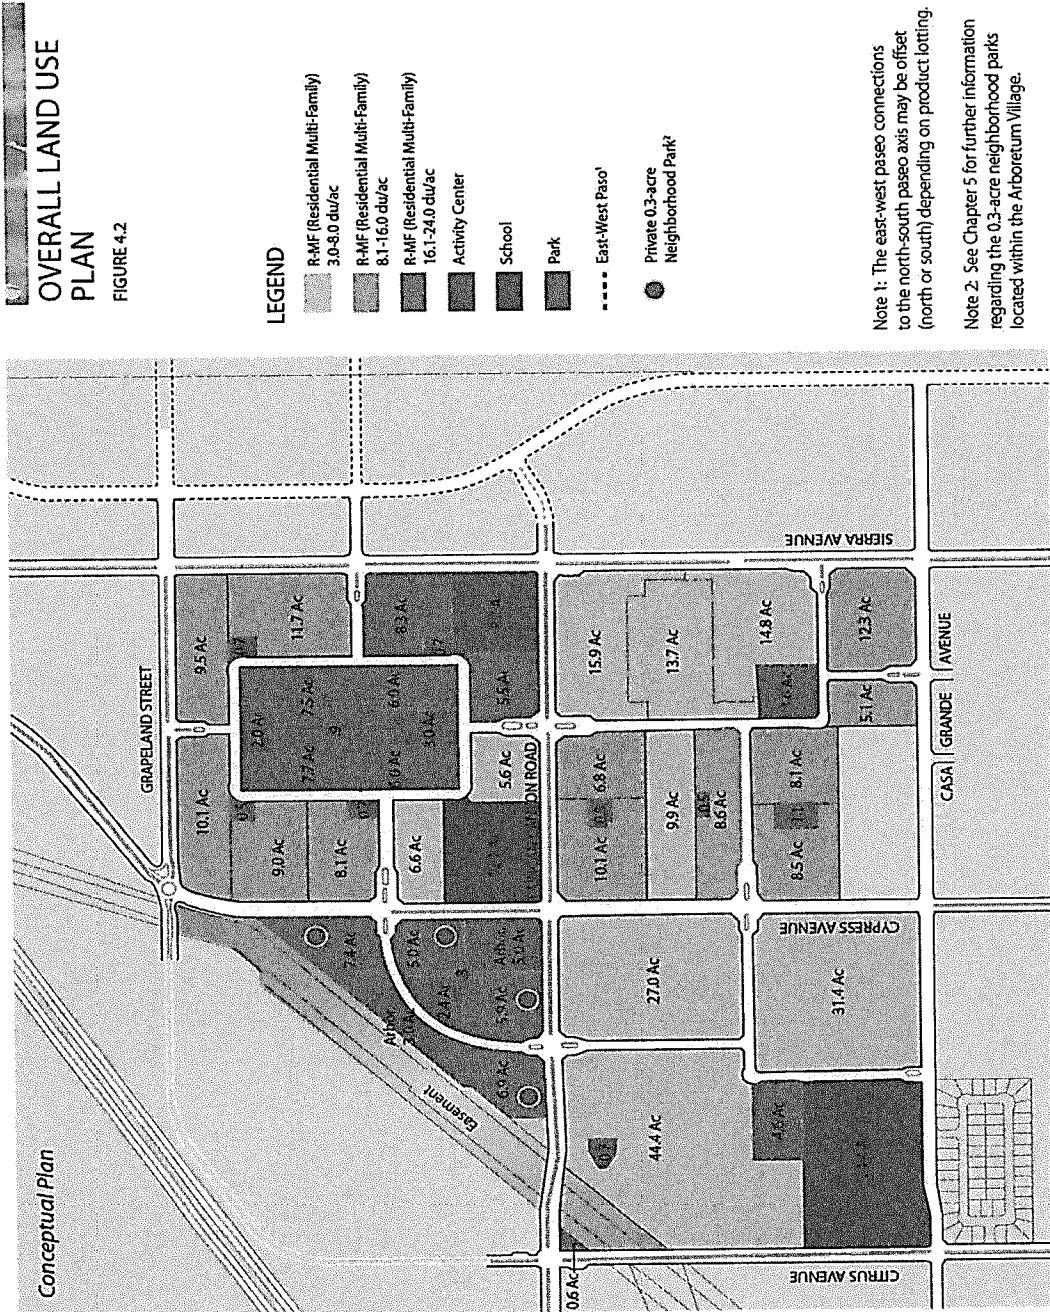 OVERALL LAND USE
PLAN
FIGURE 4.2
LEGEND
R-MF (Residential Multi-Family)
3.0-8.0 du/ac
R-MF (Residential Multi-Family)
8.1-16.0 du/ac
R-MF (Residential Multi-Family)
16.1-24.0 du/ac
Activity Center
School
Park
East-West Paso¹
Private 0.3-acre
Neighborhood Park²
Note 1: The east-west paseo connections
to the north-south paseo axis may be offset
(north or south) depending on product lotting.
Note 2: See Chapter 5 for further information
regarding the 0.3-acre neighborhood parks
located within the Arboretum Village.
Conceptual Plan
GRAPELAND STREET
SIERRA AVENUE
CYPRESS AVENUE
CITRUS AVENUE
CASA GRANDE AVENUE
ON ROAD
Easement
10.1 Ac
9.5 Ac
9.0 Ac
11.7 Ac
8.1 Ac
2.0 Ac
7.7 Ac
7.5 Ac
6.0 Ac
3.0 Ac
8.3 Ac
6.6 Ac
5.6 Ac
5.5 Ac
7.4 Ac
5.0 Ac
2.4 Ac
5.9 Ac
6.9 Ac
10.1 Ac
6.8 Ac
15.9 Ac
9.9 Ac
13.7 Ac
8.6 Ac
14.8 Ac
8.5 Ac
8.1 Ac
5.1 Ac
12.3 Ac
27.0 Ac
31.4 Ac
44.4 Ac
4.6 Ac
0.6 Ac